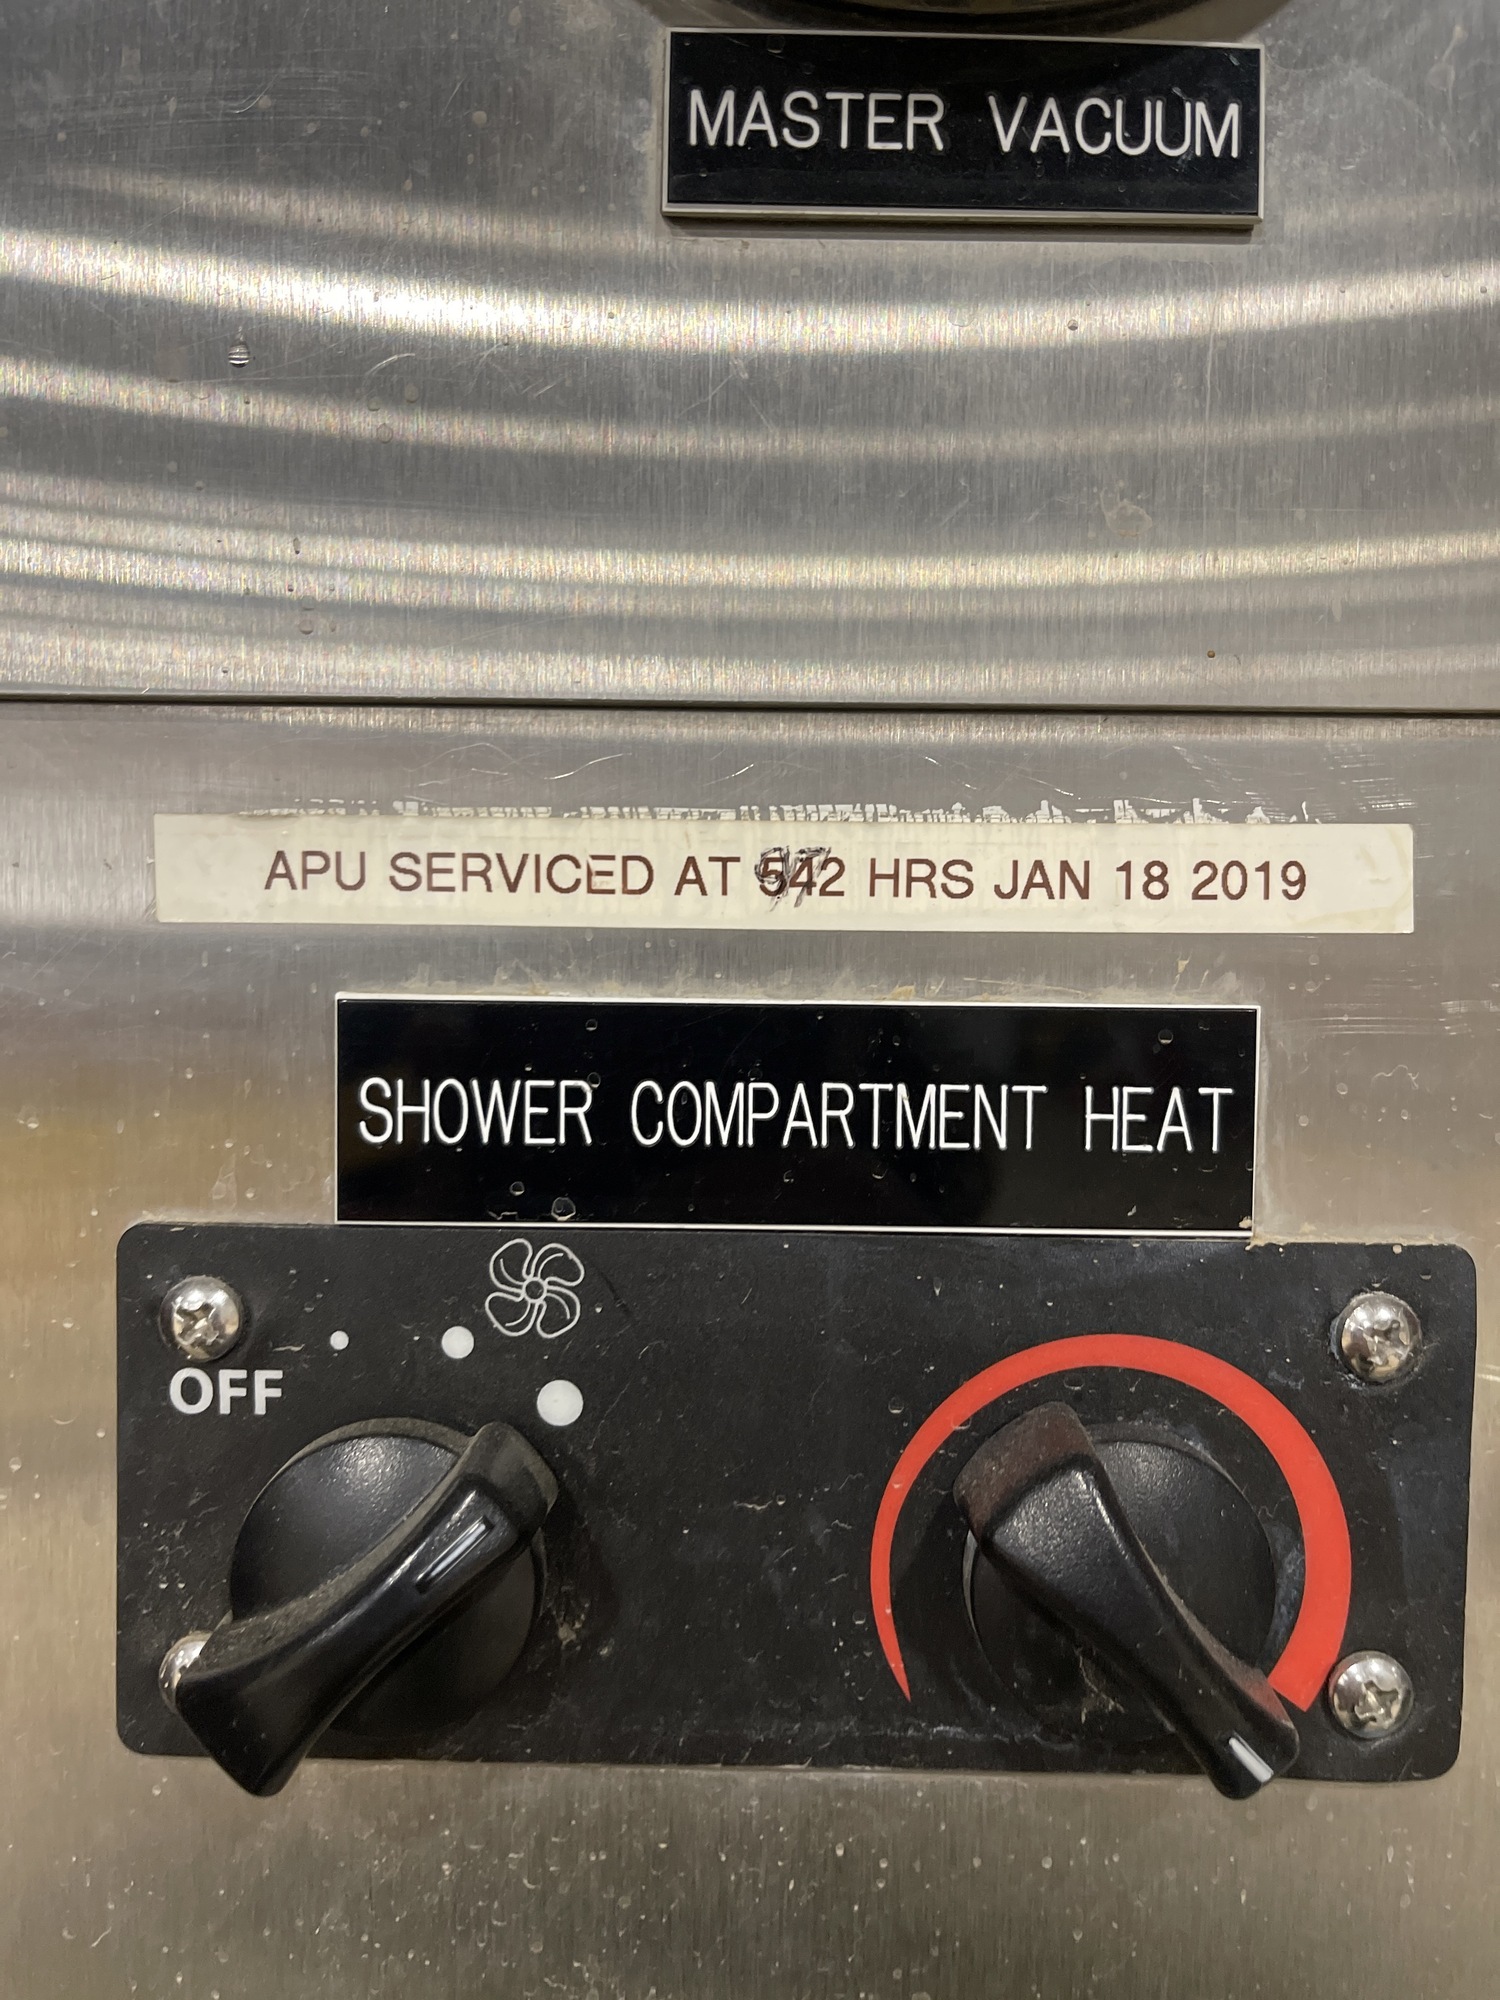 MASTER VACUUM
APU SERVICED AT 542 HRS JAN 18 2019
SHOWER COMPARTMENT HEAT
OFF